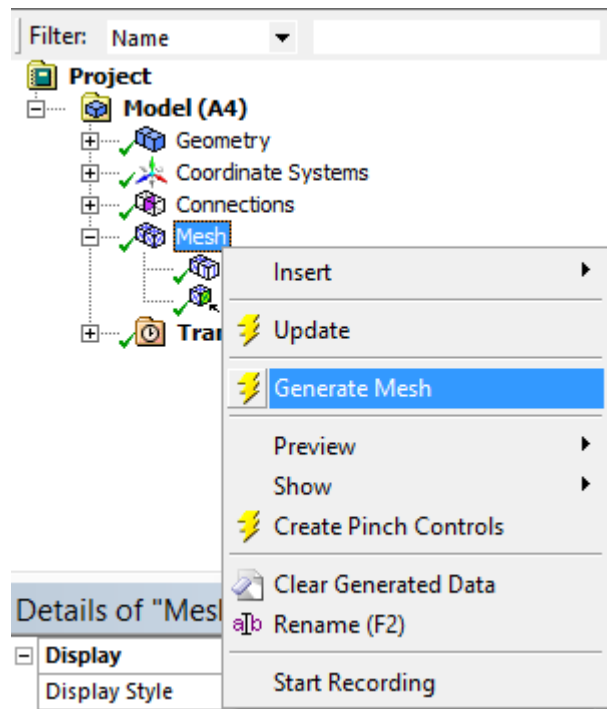 Filter: Name
Project
Model (A4)
Geometry
Coordinate Systems
Connections
Mesh
Insert
Tran
Update
Generate Mesh
Preview
Show
Create Pinch Controls
Clear Generated Data
Details of "Mesh
a]b Rename (F2)
Display
Display Style
Start Recording